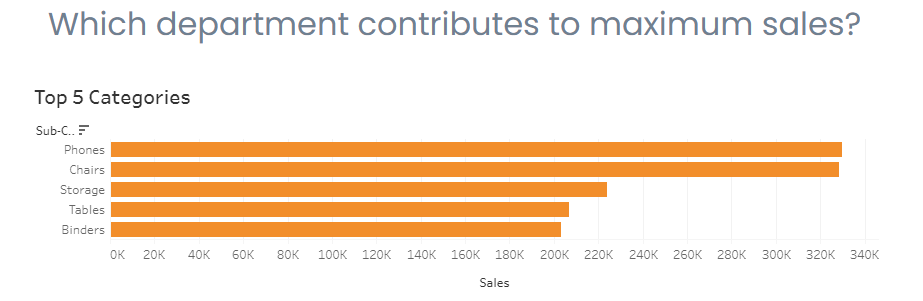 Which department contributes to maximum sales?
Top 5 Categories
Sub-C..
Phones
Chairs
Storage
Tables
Binders
0K 20K 40K 60K 80K 100K 120K 140K 160K 180K 200K 220K 240K 260K 280K 300K 320K 340K
Sales